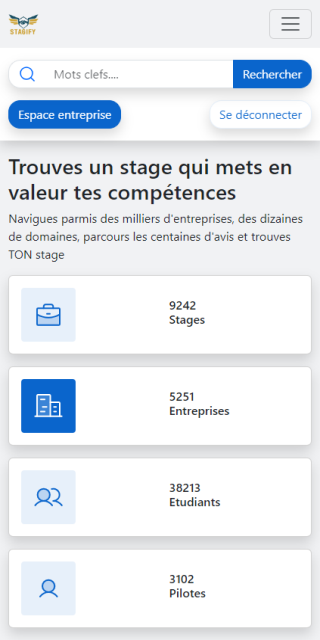 STAGIFY
Mots clefs....
Rechercher
Espace entreprise
Se déconnecter
Trouves un stage qui mets en
valeur tes compétences
Navigues parmis des milliers d'entreprises, des dizaines
de domaines, parcours les centaines d'avis et trouves
TON stage
9242
Stages
5251
Entreprises
38213
Etudiants
3102
Pilotes